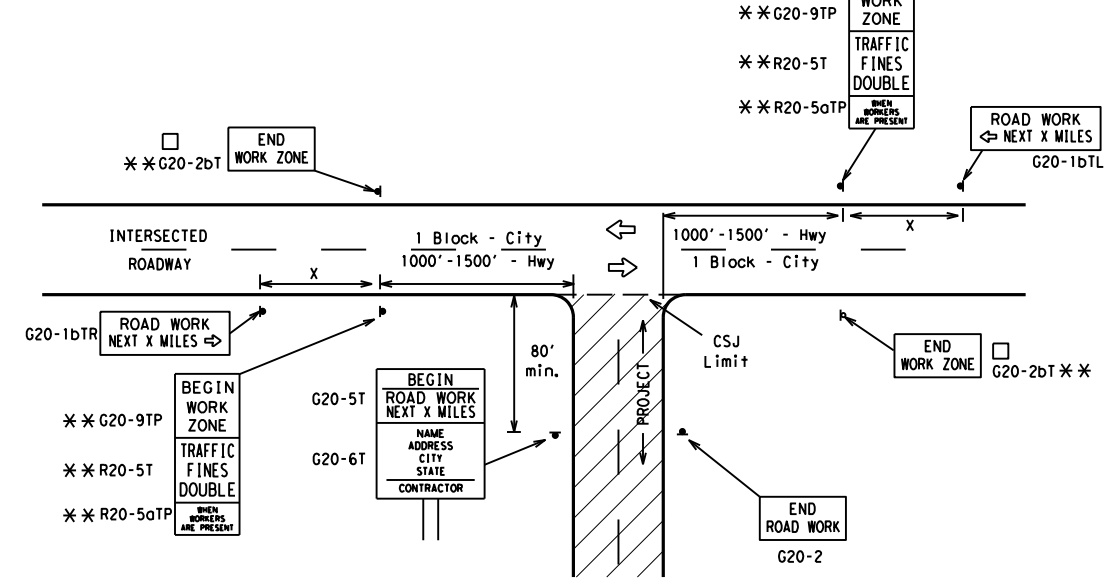 WORK
ZONE
* * G20-9TP
TRAFFIC
FINES
DOUBLE
* * R20-5T
WHEN
WORKERS
ARE PRESENT
* * R20-5aTP
ROAD WORK
⇦ NEXT X MILES
G20-1bTL
END
WORK ZONE
□
* * G20-2bT
INTERSECTED
ROADWAY
1 Block - City
1000'-1500' - Hwy
X
1000'-1500' - Hwy
1 Block - City
X
G20-1bTR
ROAD WORK
NEXT X MILES ⇨
80'
min.
PROJECT
CSJ
Limit
END
WORK ZONE
□
G20-2bT * *
BEGIN
WORK
ZONE
* * G20-9TP
TRAFFIC
FINES
DOUBLE
* * R20-5T
WHEN
WORKERS
ARE PRESENT
* * R20-5aTP
G20-5T
BEGIN
ROAD WORK
NEXT X MILES
G20-6T
NAME
ADDRESS
CITY
STATE
CONTRACTOR
END
ROAD WORK
G20-2